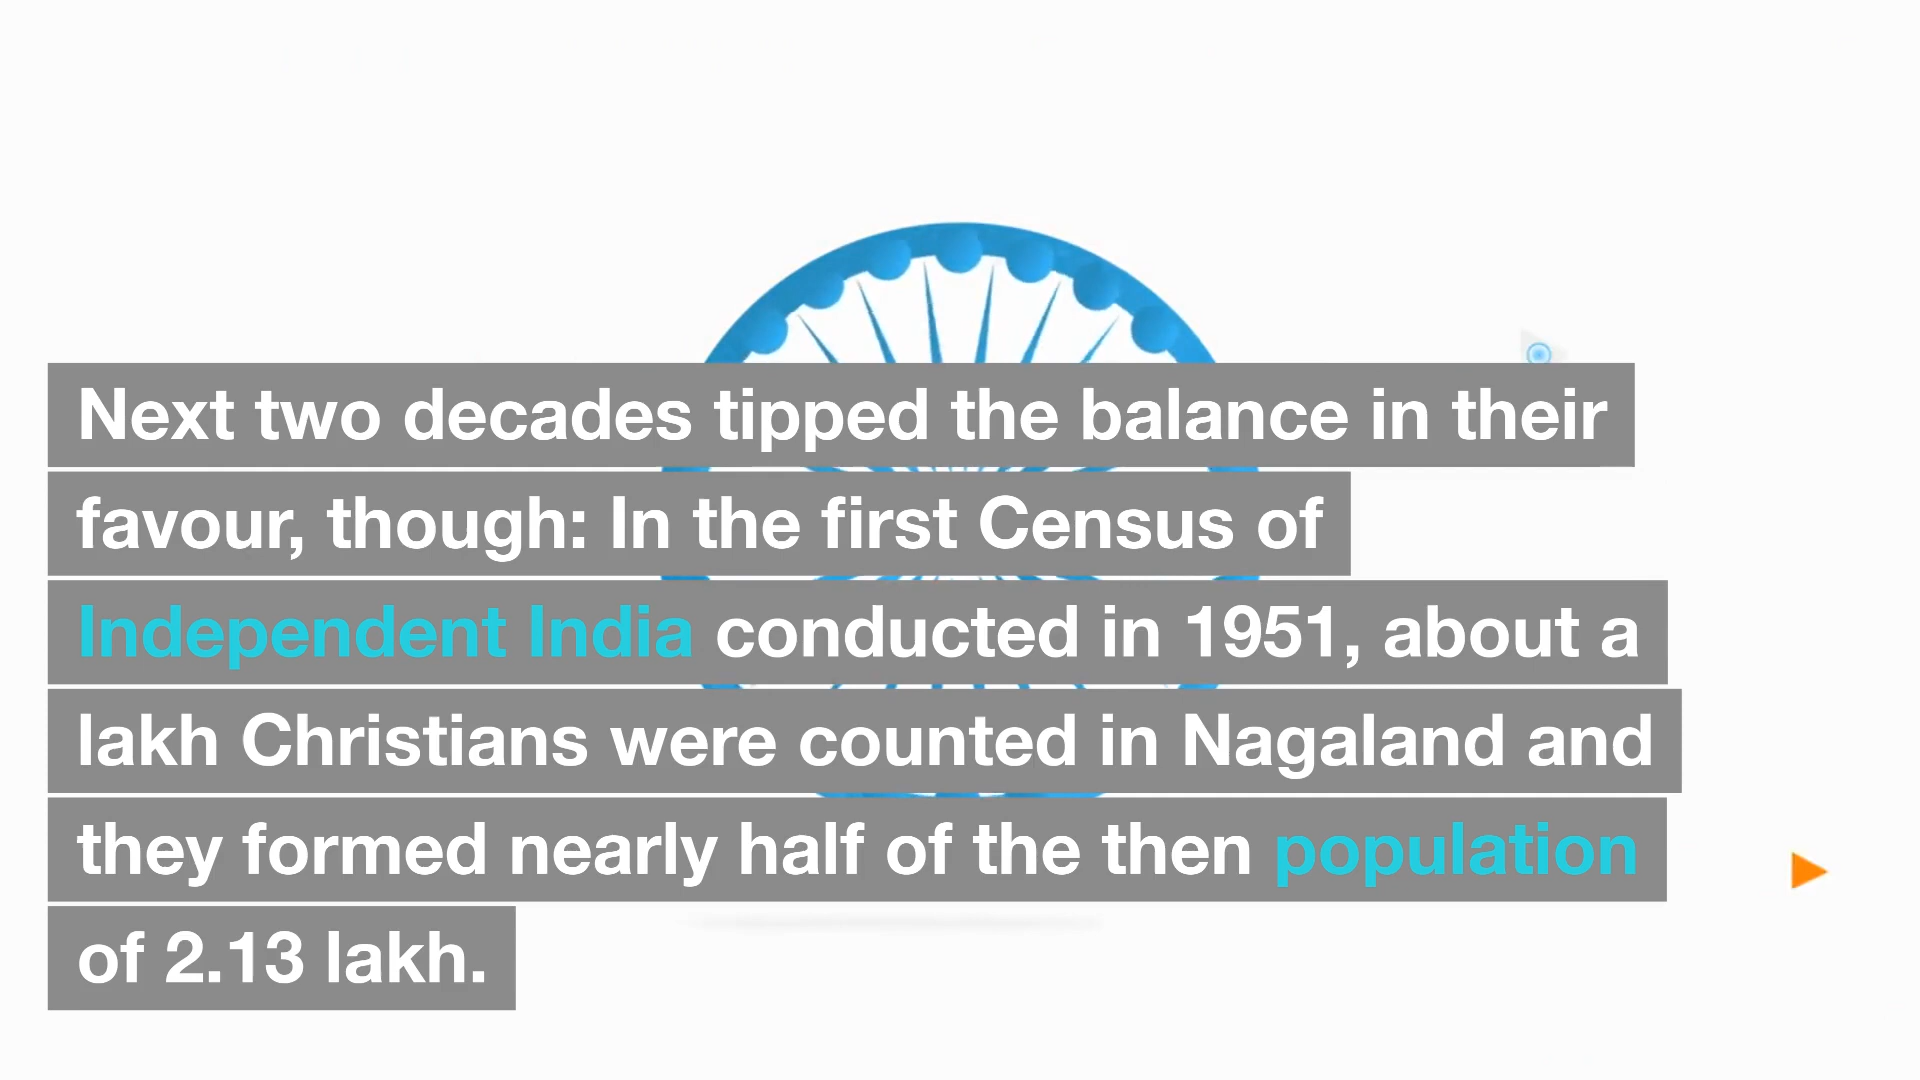 Next two decades tipped the balance in their
favour, though: In the first Census of
Independent India conducted in 1951, about a
lakh Christians were counted in Nagaland and
they formed nearly half of the then population
of 2.13 lakh.